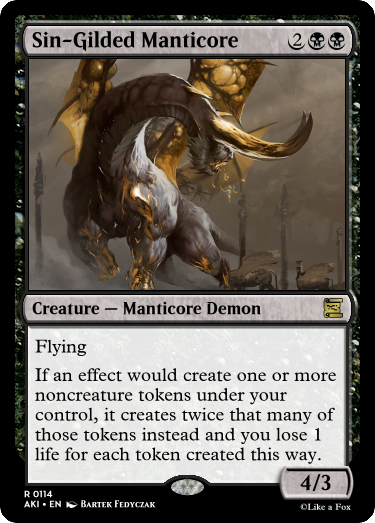 Sin-Gilded Manticore 2
Creature — Manticore Demon
Flying
If an effect would create one or more
noncreature tokens under your
control, it creates twice that many of
those tokens instead and you lose 1
life for each token created this way.
4/3
R 0114
AKI • EN Bartek Fedyczak
©Like a Fox